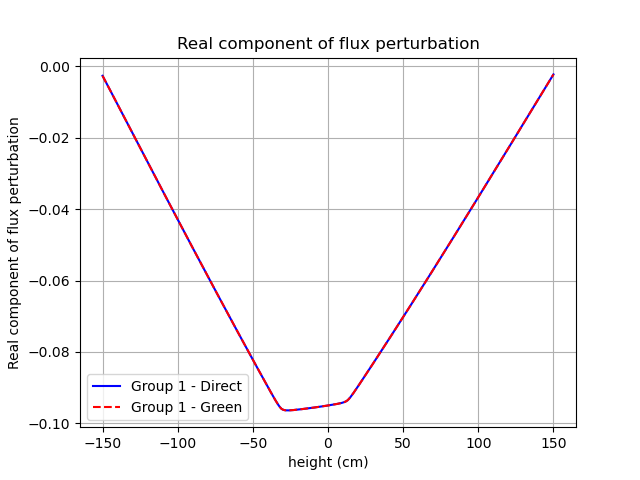 Real component of flux perturbation
Real component of flux perturbation
0.00
−0.02
−0.04
−0.06
−0.08
−0.10
Group 1 - Direct
Group 1 - Green
−150
−100
−50
0
50
100
150
height (cm)